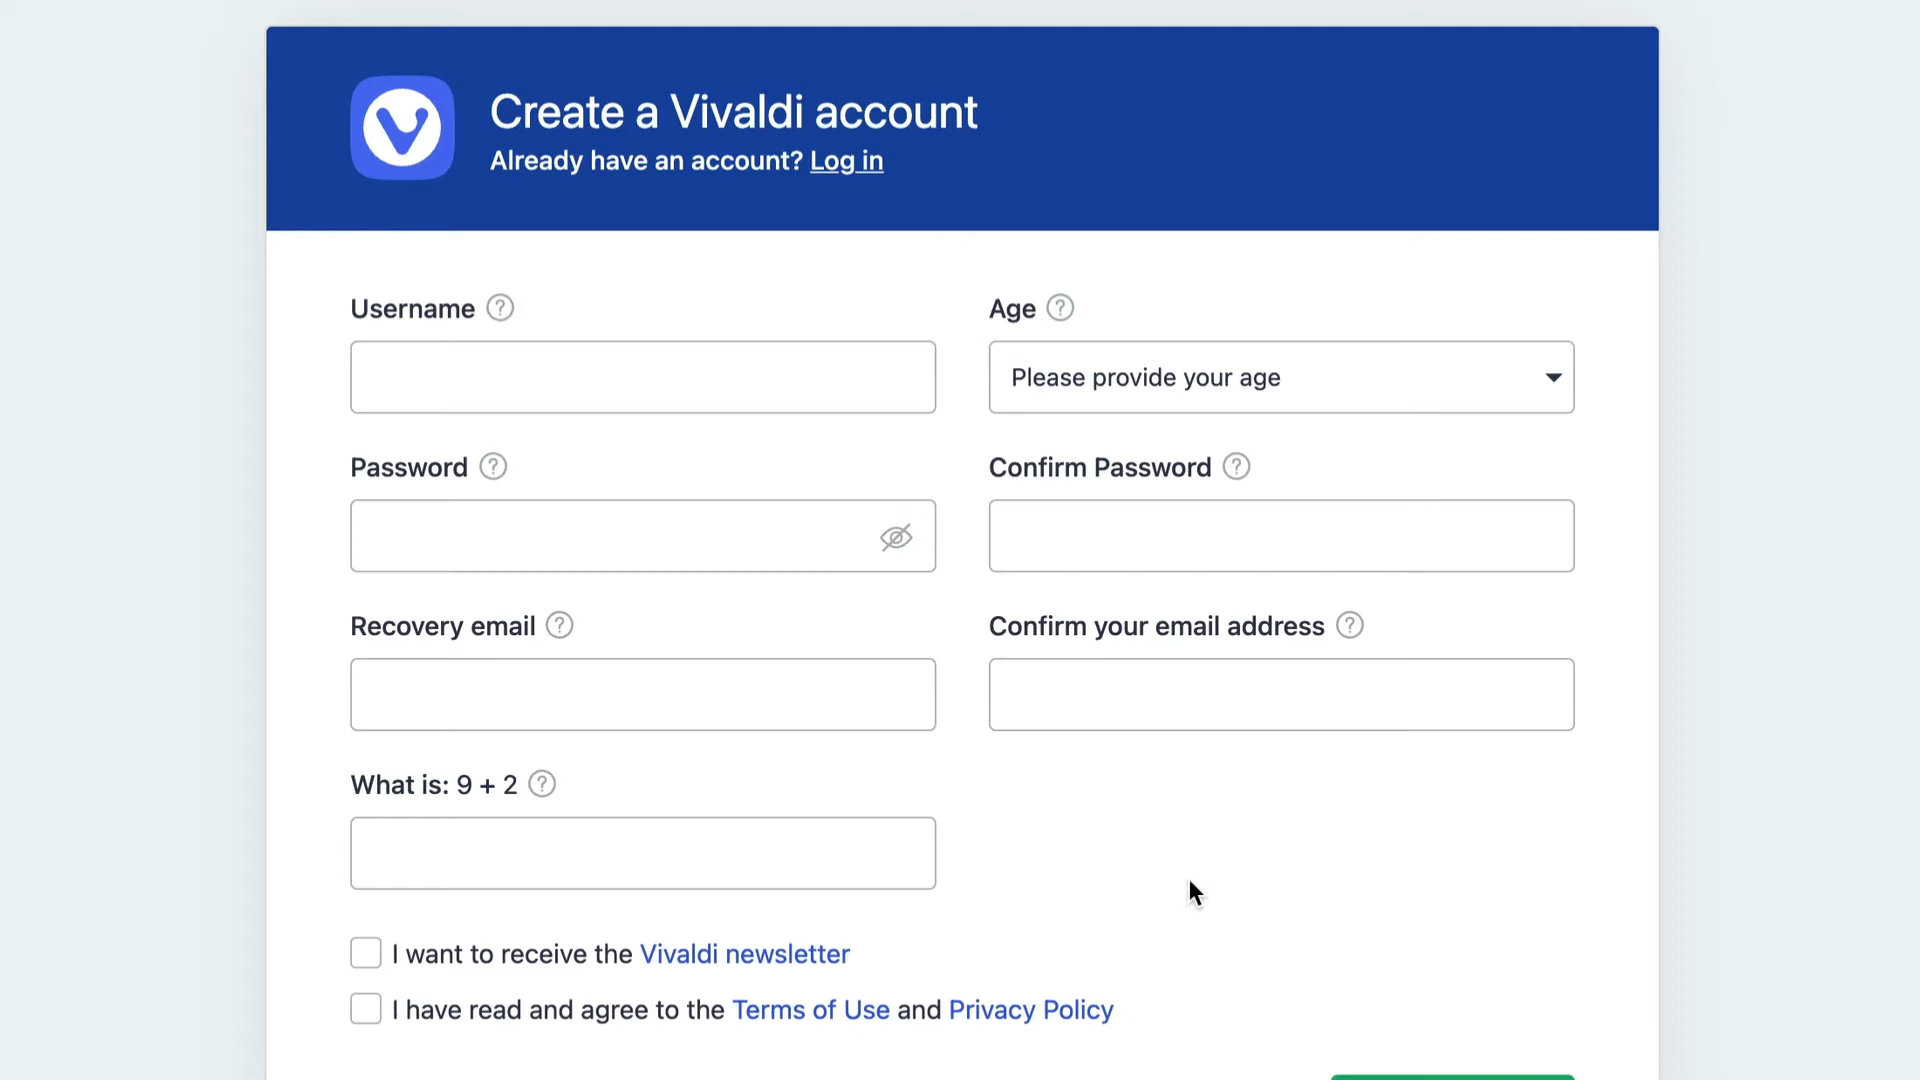 Create a Vivaldi account
Already have an account? Log in
Username ?
Age ?
Please provide your age
Password ?
Confirm Password ?
Recovery email ?
Confirm your email address ?
What is: 9 + 2 ?
I want to receive the Vivaldi newsletter
I have read and agree to the Terms of Use and Privacy Policy